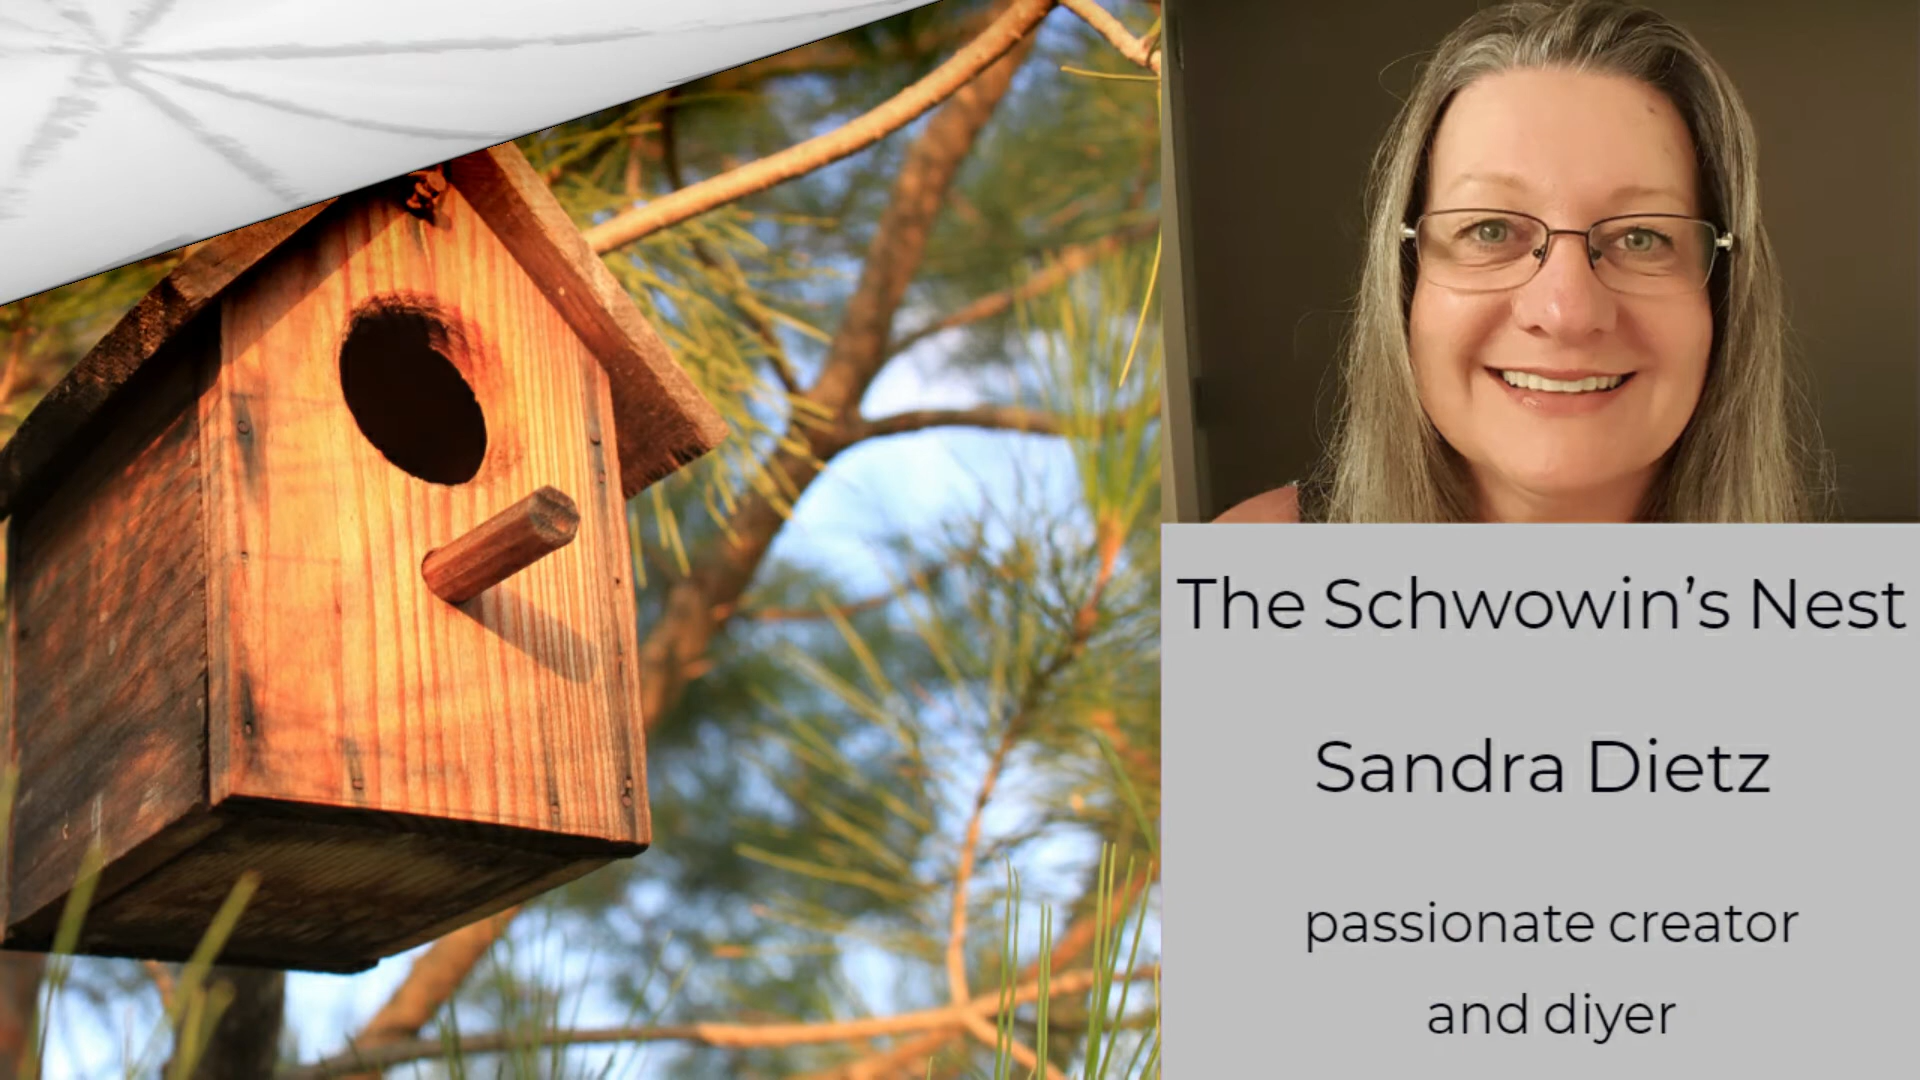 The Schwowin’s Nest
Sandra Dietz
passionate creator
and diyer